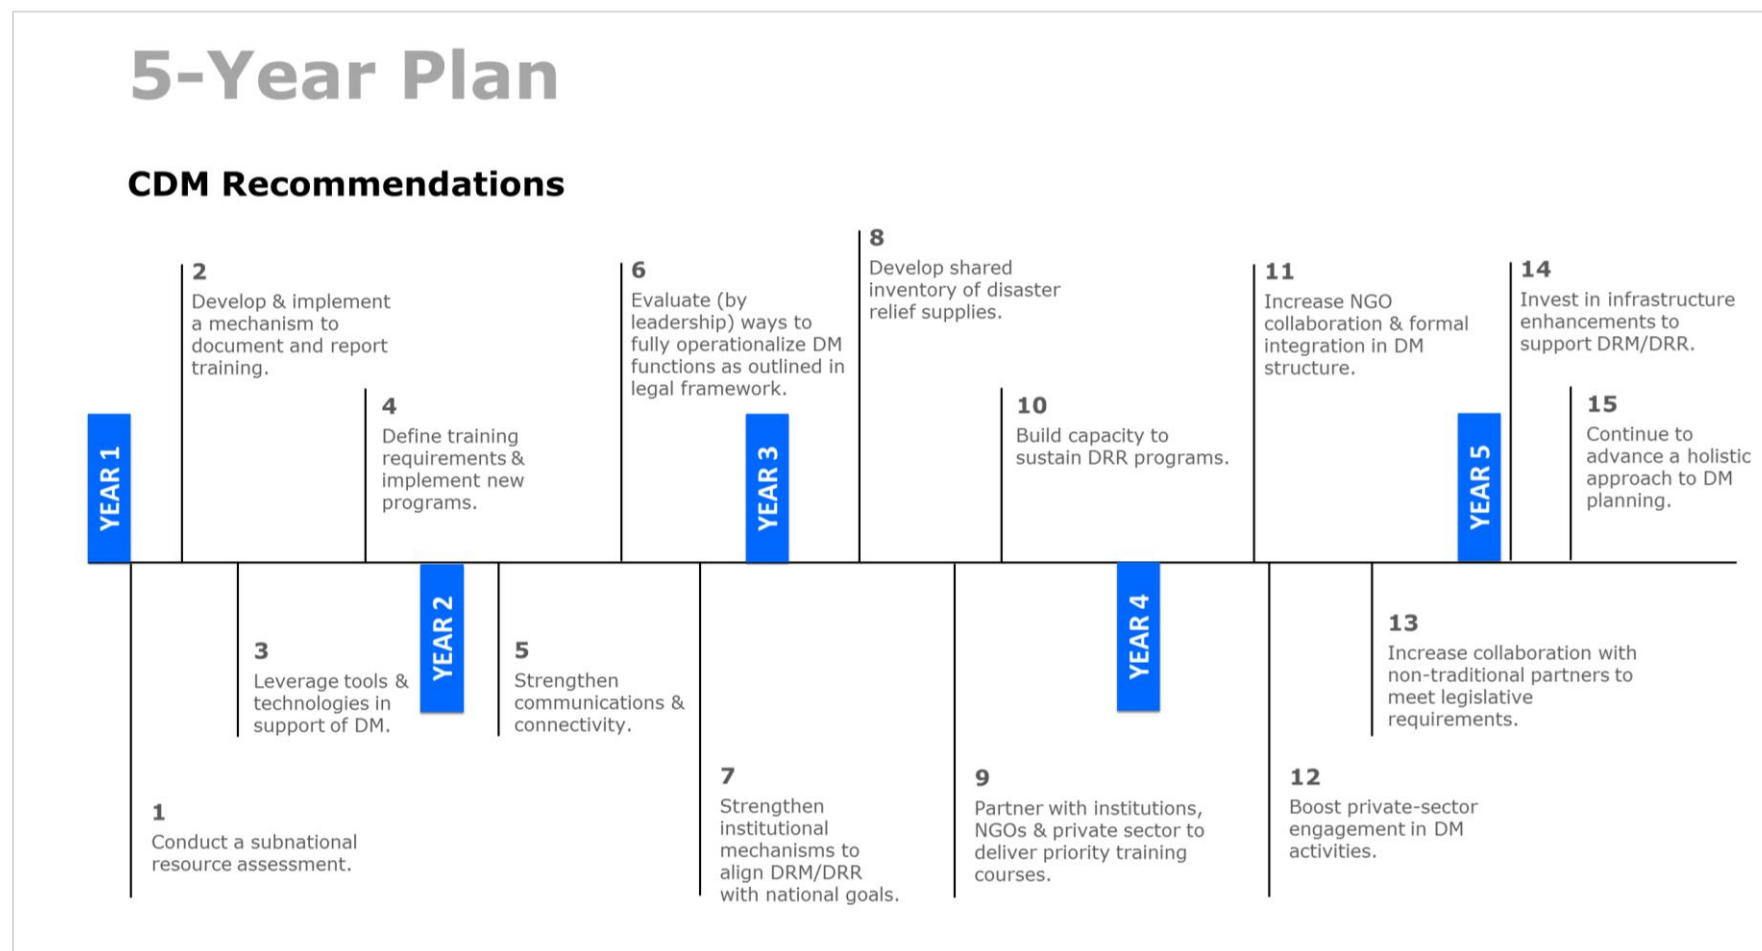 5-Year Plan
CDM Recommendations
YEAR 1
1
Conduct a subnational
resource assessment.
2
Develop & implement
a mechanism to
document and report
training.
3
Leverage tools &
technologies in
support of DM.
4
Define training
requirements &
implement new
programs.
YEAR 2
5
Strengthen
communications &
connectivity.
6
Evaluate (by
leadership) ways to
fully operationalize DM
functions as outlined in
legal framework.
7
Strengthen
institutional
mechanisms to
align DRM/DRR
with national goals.
YEAR 3
8
Develop shared
inventory of disaster
relief supplies.
9
Partner with institutions,
NGOs & private sector to
deliver priority training
courses.
10
Build capacity to
sustain DRR programs.
YEAR 4
11
Increase NGO
collaboration & formal
integration in DM
structure.
12
Boost private-sector
engagement in DM
activities.
13
Increase collaboration with
non-traditional partners to
meet legislative
requirements.
YEAR 5
14
Invest in infrastructure
enhancements to
support DRM/DRR.
15
Continue to
advance a holistic
approach to DM
planning.